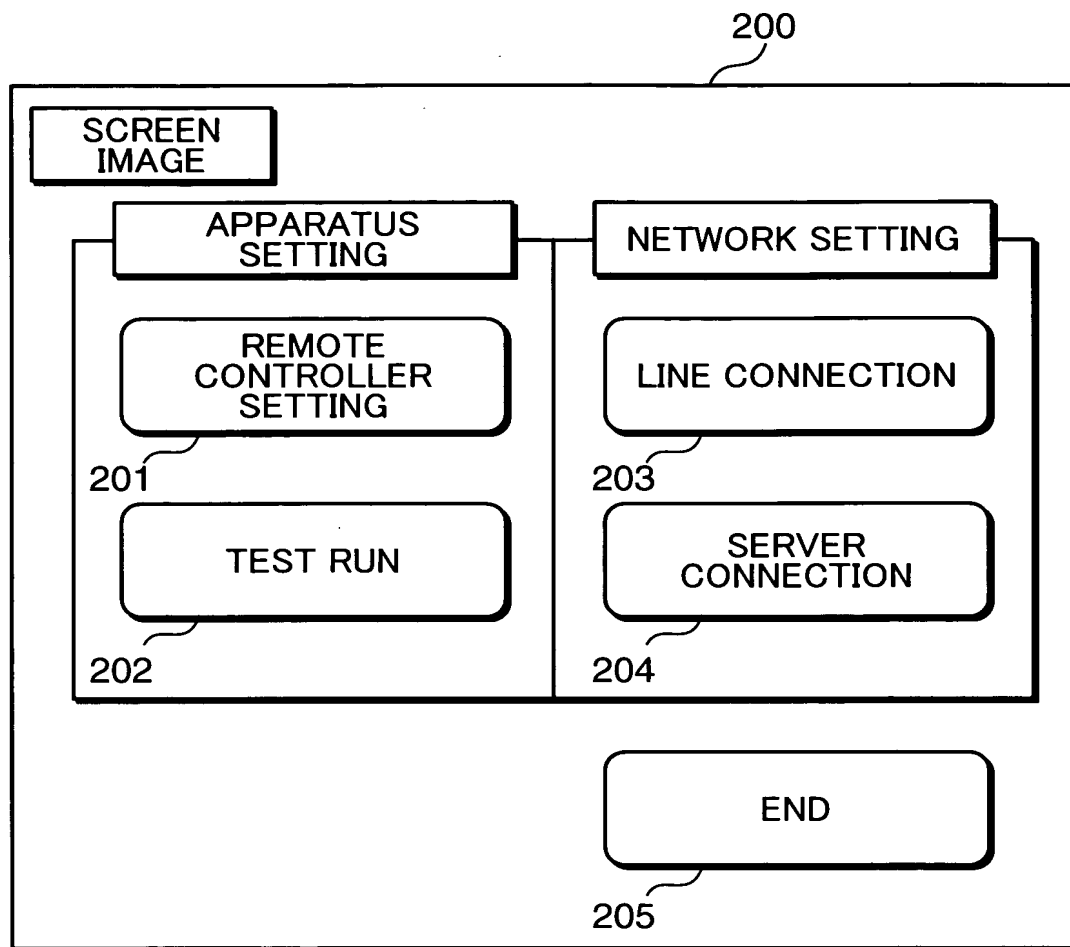 200
SCREEN
IMAGE
APPARATUS
SETTING
NETWORK SETTING
REMOTE
CONTROLLER
SETTING
LINE CONNECTION
201
203
TEST RUN
SERVER
CONNECTION
202
204
END
205